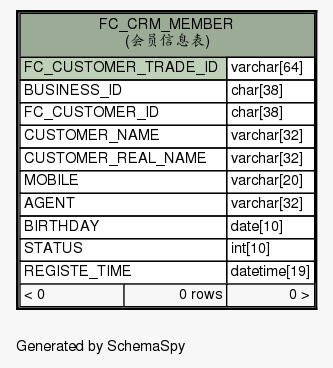 FC_CRM_MEMBER
(会员信息表)
FC_CUSTOMER_TRADE_ID varchar[64]
BUSINESS_ID char[38]
FC_CUSTOMER_ID char[38]
CUSTOMER_NAME varchar[32]
CUSTOMER_REAL_NAME varchar[32]
MOBILE varchar[20]
AGENT varchar[32]
BIRTHDAY date[10]
STATUS int[10]
REGISTE_TIME datetime[19]
< 0 0 rows 0 >
Generated by SchemaSpy